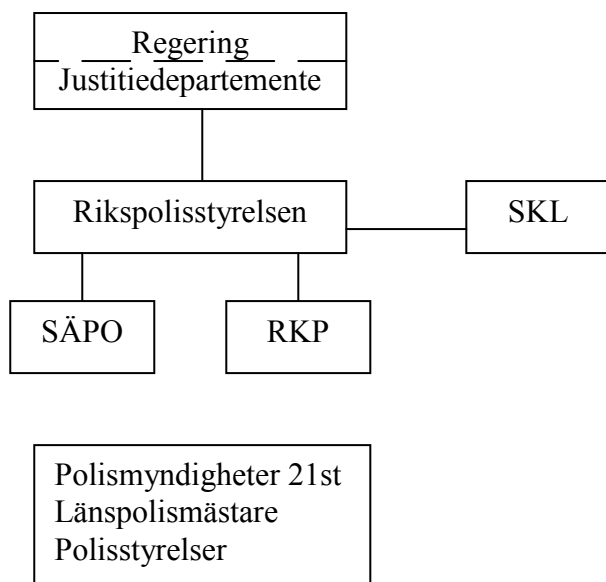 Regering
Justitiedepartemente
Rikspolisstyrelsen
SKL
SÄPO
RKP
Polismyndigheter 21st
Länspolismästare
Polisstyrelser